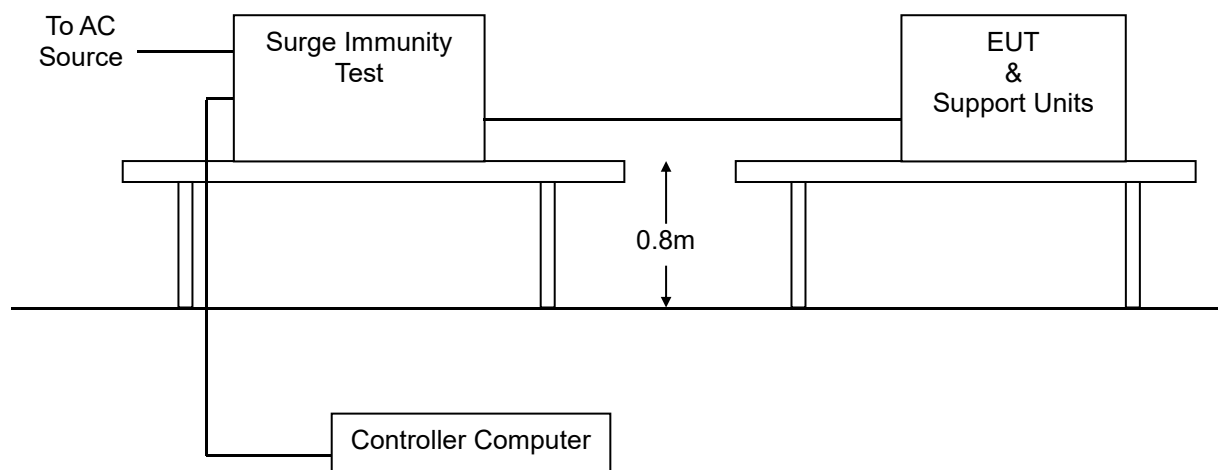 To AC
Source
Surge Immunity
Test
EUT
&
Support Units
0.8m
Controller Computer